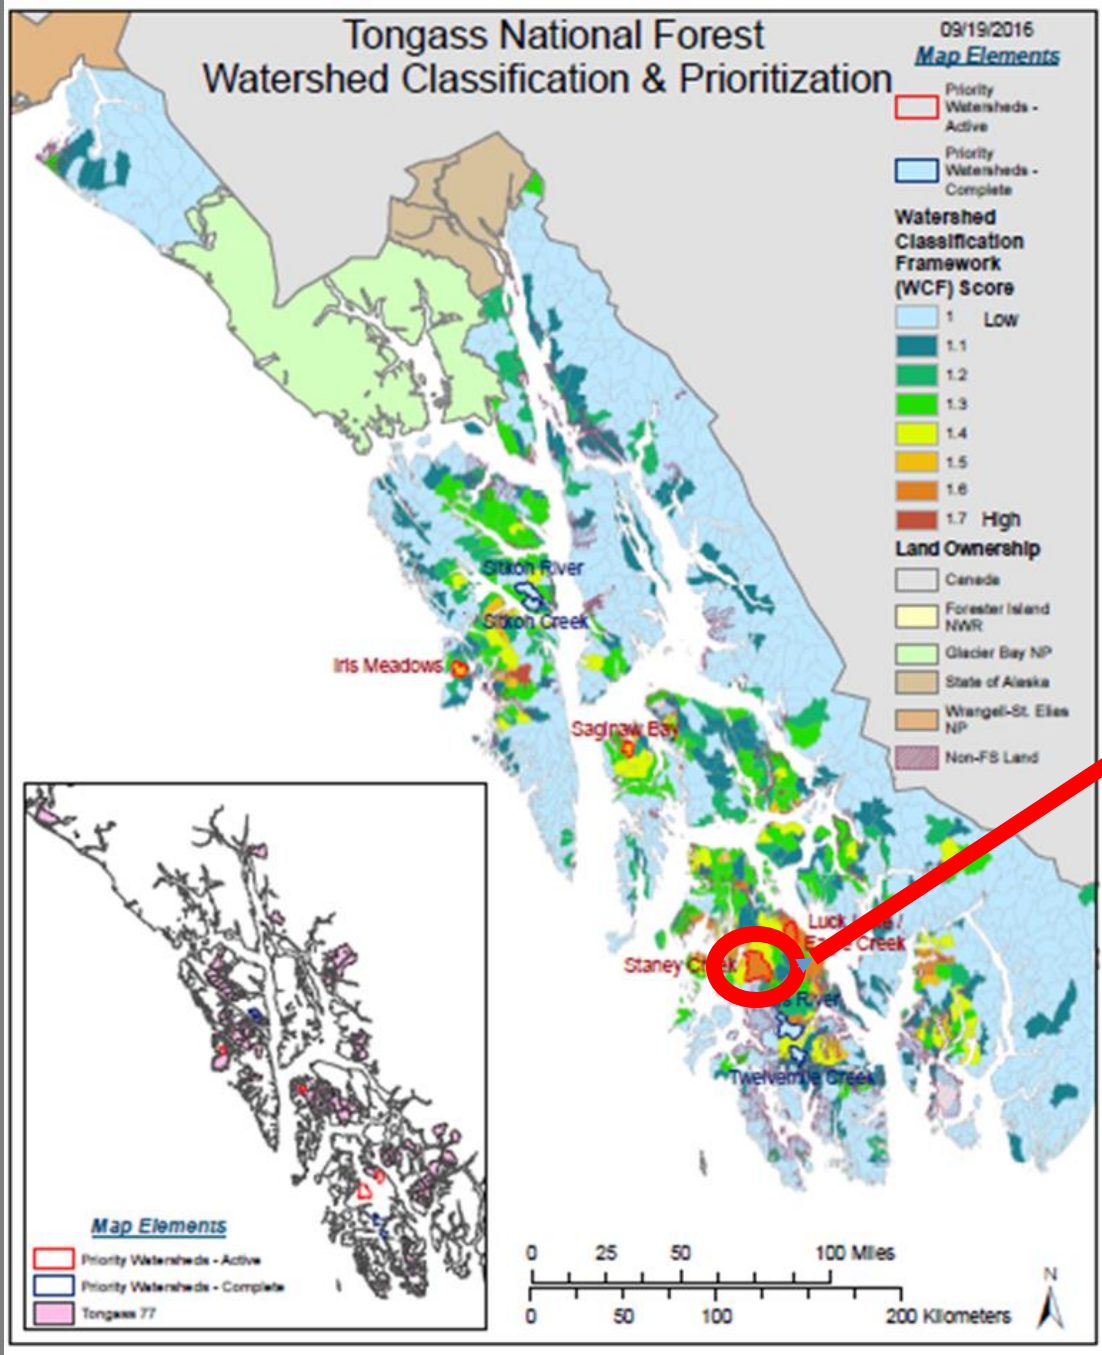 Tongass National Forest
Watershed Classification & Prioritization
09/19/2016
Map Elements
Priority
Watersheds -
Active
Priority
Watersheds -
Complete
Watershed
Classification
Framework
(WCF) Score
1 Low
1.1
1.2
1.3
1.4
1.5
1.6
1.7 High
Land Ownership
Canada
Forester Island
NWR
Glacier Bay NP
State of Alaska
Wrangell-St. Elias
NP
Non-FS Land
Sitkoh River
Sitkoh Creek
Iris Meadows
Saginaw Bay
Luck /
Creek
Staney
River
Twelvemile Creek
Map Elements
Priority Watersheds - Active
Priority Watersheds - Complete
Tongass 77
0 25 50 100 Miles
0 50 100 200 Kilometers
N